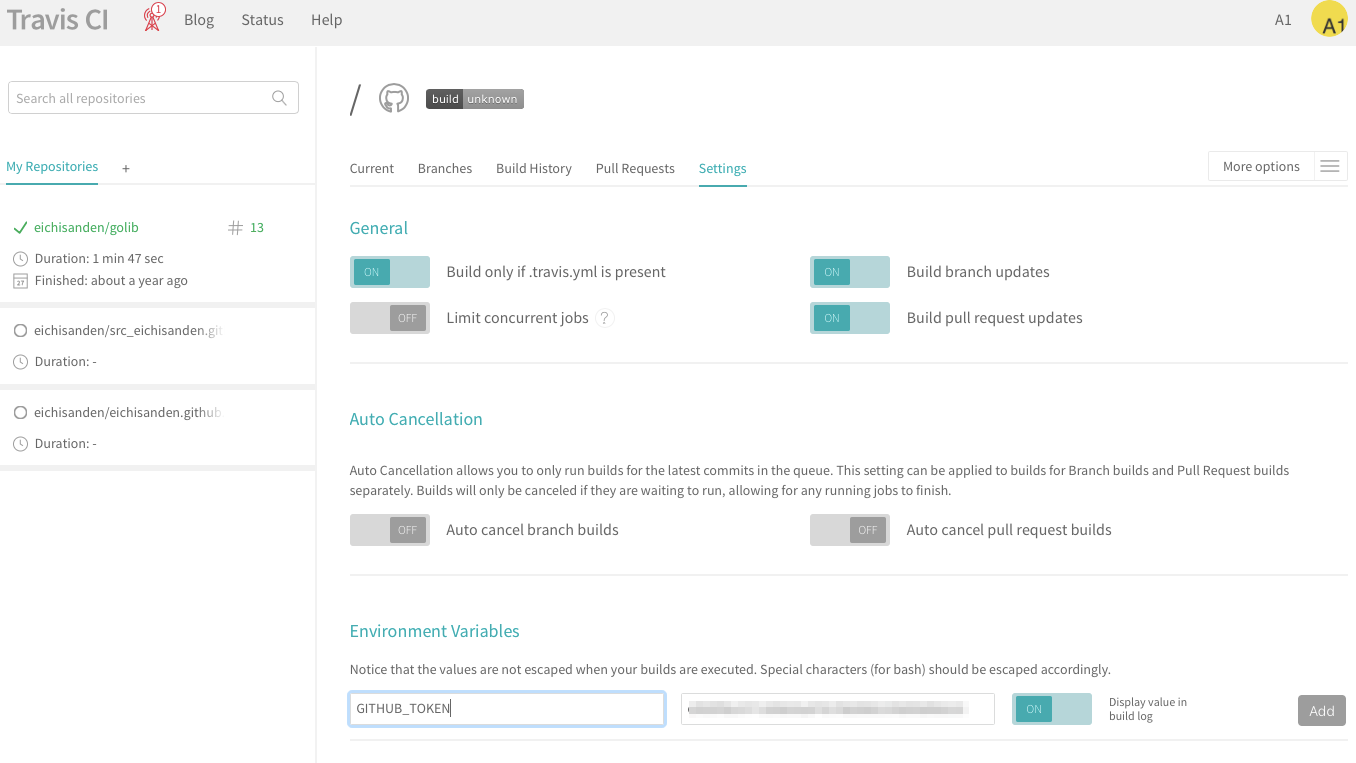 Travis CI
1
Blog
Status
Help
A1
A1
Search all repositories
My Repositories +
eichisanden/golib
# 13
Duration: 1 min 47 sec
27
Finished: about a year ago
eichisanden/src_eichisanden.git
Duration: -
eichisanden/eichisanden.github
Duration: -
/
build unknown
Current
Branches
Build History
Pull Requests
Settings
More options
General
ON
Build only if .travis.yml is present
ON
Build branch updates
OFF
Limit concurrent jobs ?
ON
Build pull request updates
Auto Cancellation
Auto Cancellation allows you to only run builds for the latest commits in the queue. This setting can be applied to builds for Branch builds and Pull Request builds
separately. Builds will only be canceled if they are waiting to run, allowing for any running jobs to finish.
OFF
Auto cancel branch builds
OFF
Auto cancel pull request builds
Environment Variables
Notice that the values are not escaped when your builds are executed. Special characters (for bash) should be escaped accordingly.
GITHUB_TOKEN
ON
Display value in
build log
Add